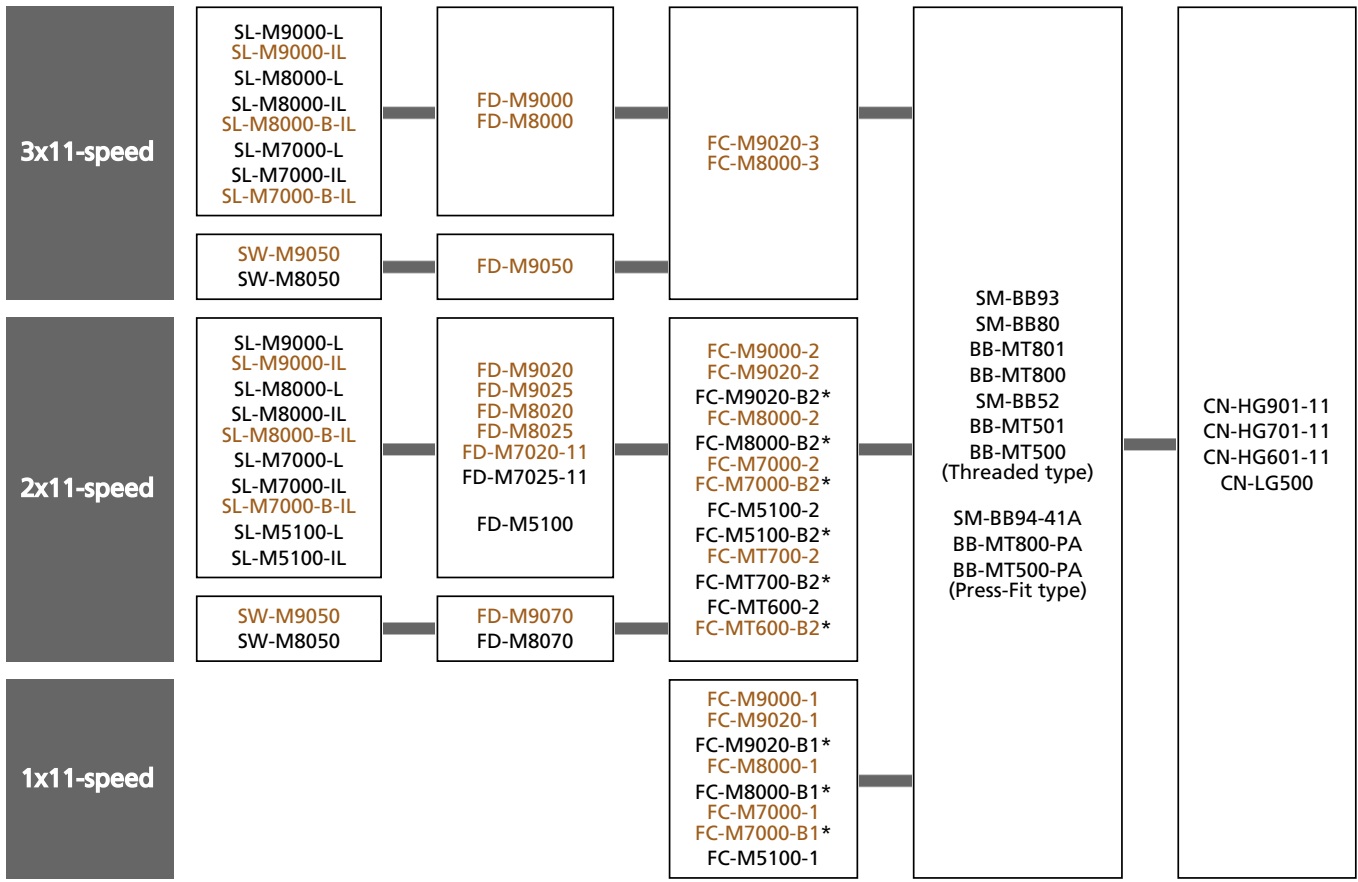 3x11-speed
SL-M9000-L
SL-M9000-IL
SL-M8000-L
SL-M8000-IL
SL-M8000-B-IL
SL-M7000-L
SL-M7000-IL
SL-M7000-B-IL
FD-M9000
FD-M8000
SW-M9050
SW-M8050
FD-M9050
FC-M9020-3
FC-M8000-3
2x11-speed
SL-M9000-L
SL-M9000-IL
SL-M8000-L
SL-M8000-IL
SL-M8000-B-IL
SL-M7000-L
SL-M7000-IL
SL-M7000-B-IL
SL-M5100-L
SL-M5100-IL
FD-M9020
FD-M9025
FD-M8020
FD-M8025
FD-M7020-11
FD-M7025-11
FD-M5100
SW-M9050
SW-M8050
FD-M9070
FD-M8070
FC-M9000-2
FC-M9020-2
FC-M9020-B2*
FC-M8000-2
FC-M8000-B2*
FC-M7000-2
FC-M7000-B2*
FC-M5100-2
FC-M5100-B2*
FC-MT700-2
FC-MT700-B2*
FC-MT600-2
FC-MT600-B2*
1x11-speed
FC-M9000-1
FC-M9020-1
FC-M9020-B1*
FC-M8000-1
FC-M8000-B1*
FC-M7000-1
FC-M7000-B1*
FC-M5100-1
SM-BB93
SM-BB80
BB-MT801
BB-MT800
SM-BB52
BB-MT501
BB-MT500
(Threaded type)
SM-BB94-41A
BB-MT800-PA
BB-MT500-PA
(Press-Fit type)
CN-HG901-11
CN-HG701-11
CN-HG601-11
CN-LG500